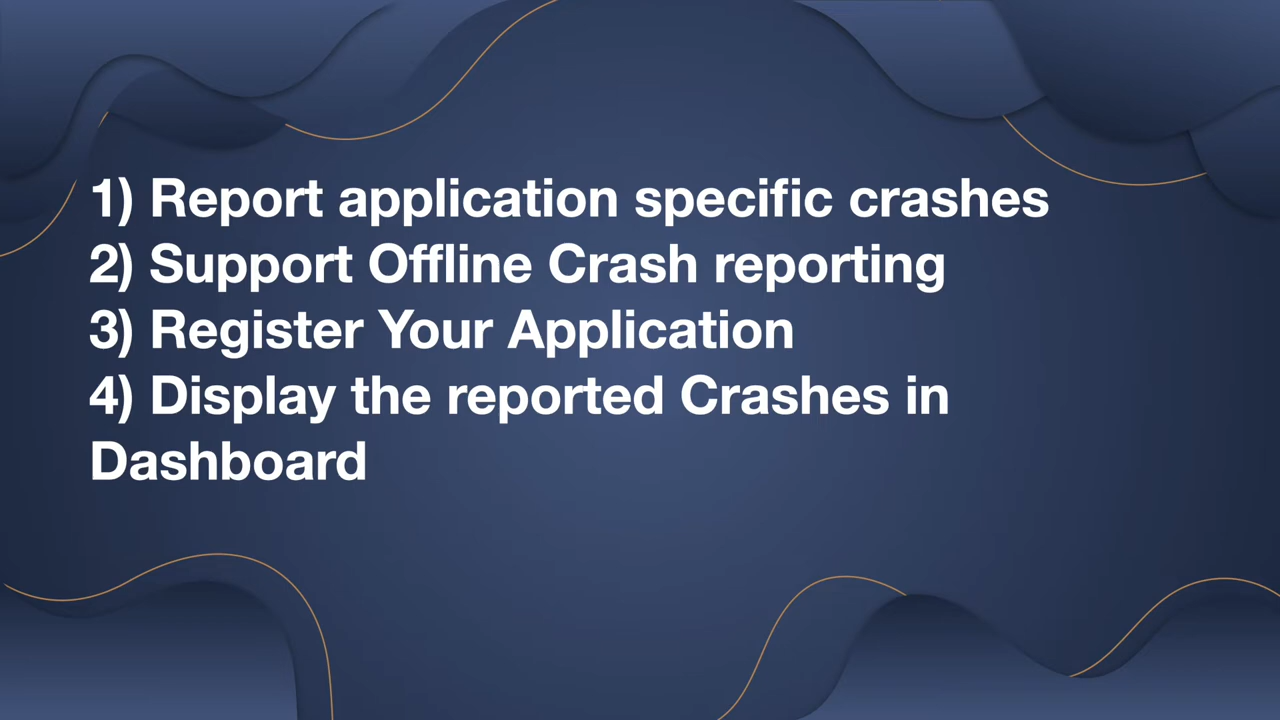 1) Report application specific crashes
2) Support Offline Crash reporting
3) Register Your Application
4) Display the reported Crashes in
Dashboard